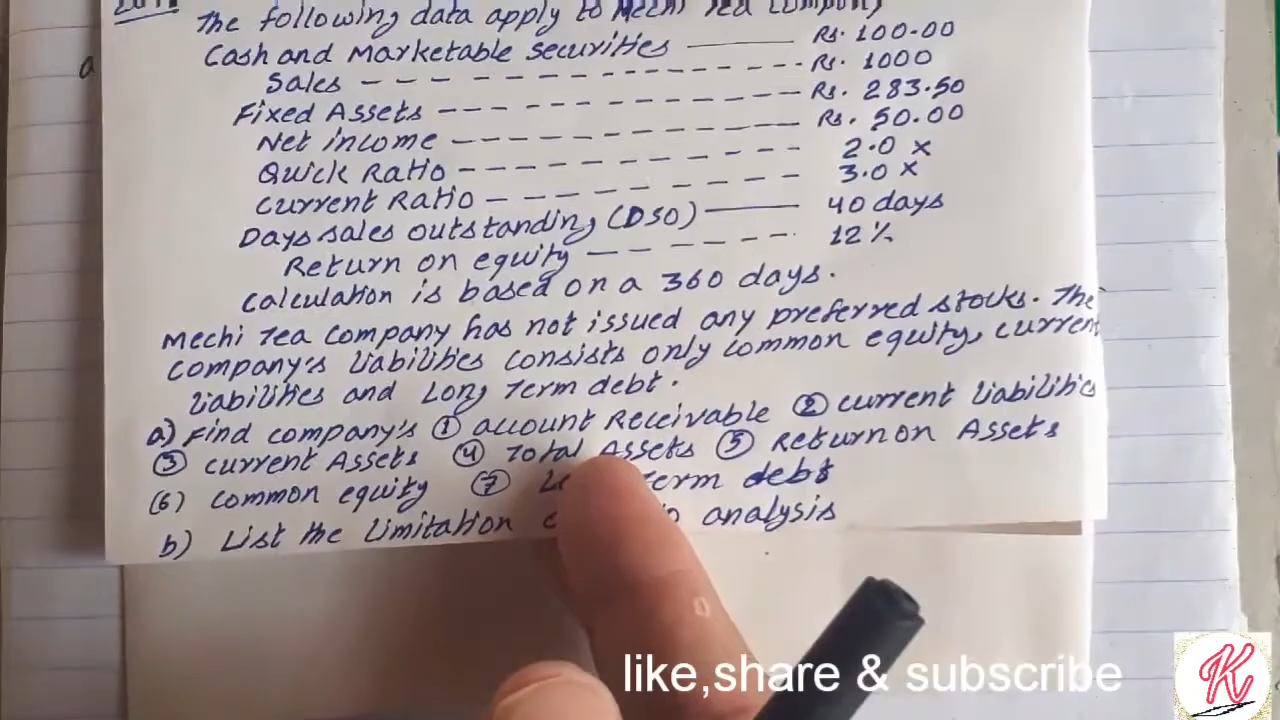 The following data apply to Mechi Tea Company
Cash and Marketable securities ——— Rs. 100.00
Sales - - - - - - - - - - - - - - Rs. 1000
Fixed Assets - - - - - - - - - - - - Rs. 283.50
Net income - - - - - - - - - - - - Rs. 50.00
Quick Ratio - - - - - - - - - - - - 2.0 x
Current Ratio - - - - - - - - - - - 3.0 x
Days sales outstanding (DSO) ——— 40 days
Return on equity - - - - - - - 12%
Calculation is based on a 360 days.
Mechi Tea Company has not issued any preferred stocks. The
company's liabilities consists only common equity, current
liabilities and Long Term debt.
a) Find company's ① account Receivable ② current liabilities
③ current Assets ④ Total Assets ⑤ Return on Assets
(6) common equity ⑦ Term debt
b) List the limitation analysis
like,share & subscribe
K